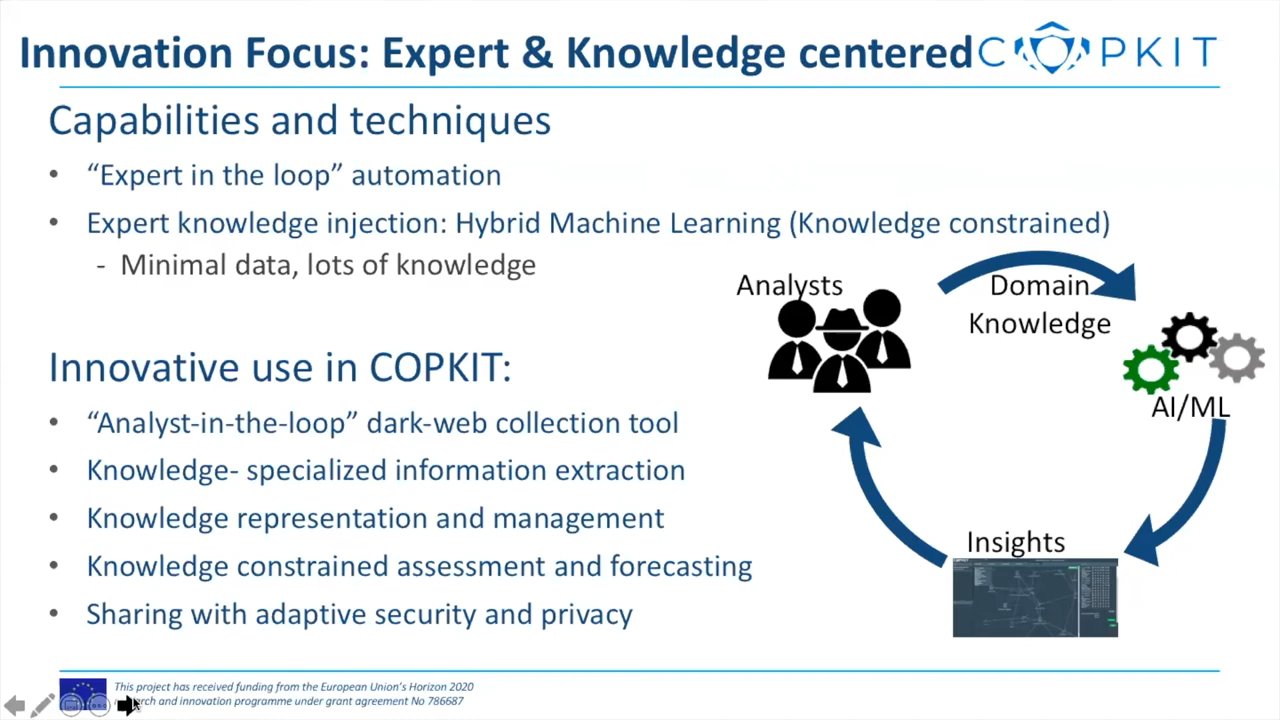 Innovation Focus: Expert & Knowledge centered
COPKIT
Capabilities and techniques
• “Expert in the loop” automation
• Expert knowledge injection: Hybrid Machine Learning (Knowledge constrained)
- Minimal data, lots of knowledge
Analysts
Domain
Knowledge
AI/ML
Insights
Innovative use in COPKIT:
• “Analyst-in-the-loop” dark-web collection tool
• Knowledge- specialized information extraction
• Knowledge representation and management
• Knowledge constrained assessment and forecasting
• Sharing with adaptive security and privacy
This project has received funding from the European Union’s Horizon 2020
and innovation programme under grant agreement No 786687